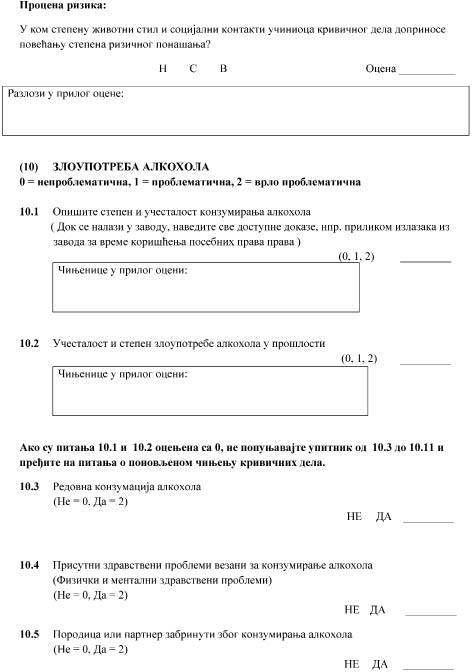 Процена ризика:
У ком степену животни стил и социјални контакти учиниоца кривичног дела доприносе
повећању степена ризичног понашања?
Н С В Оцена __________
Разлози у прилог оцене:
(10) ЗЛОУПОТРЕБА АЛКОХОЛА
0 = непроблематична, 1 = проблематична, 2 = врло проблематична
10.1 Опишите степен и учесталост конзумирања алкохола
( Док се налази у заводу, наведите све доступне доказе, нпр. приликом излазака из
завода за време коришћења посебних права права )
(0, 1, 2) _________
Чињенице у прилог оцени:
10.2 Учесталост и степен злоупотребе алкохола у прошлости
(0, 1, 2) _________
Чињенице у прилог оцени:
Ако су питања 10.1 и 10.2 оцењена са 0, не попуњавајте упитник од 10.3 до 10.11 и
пређите на питања о поновљеном чињењу кривичних дела.
10.3 Редовна конзумација алкохола
(Не = 0, Да = 2)
НЕ ДА _________
10.4 Присутни здравствени проблеми везани за конзумирање алкохола
(Физички и ментални здравствени проблеми)
(Не = 0, Да = 2)
НЕ ДА _________
10.5 Породица или партнер забринути због конзумирања алкохола
(Не = 0, Да = 2)
НЕ ДА _________